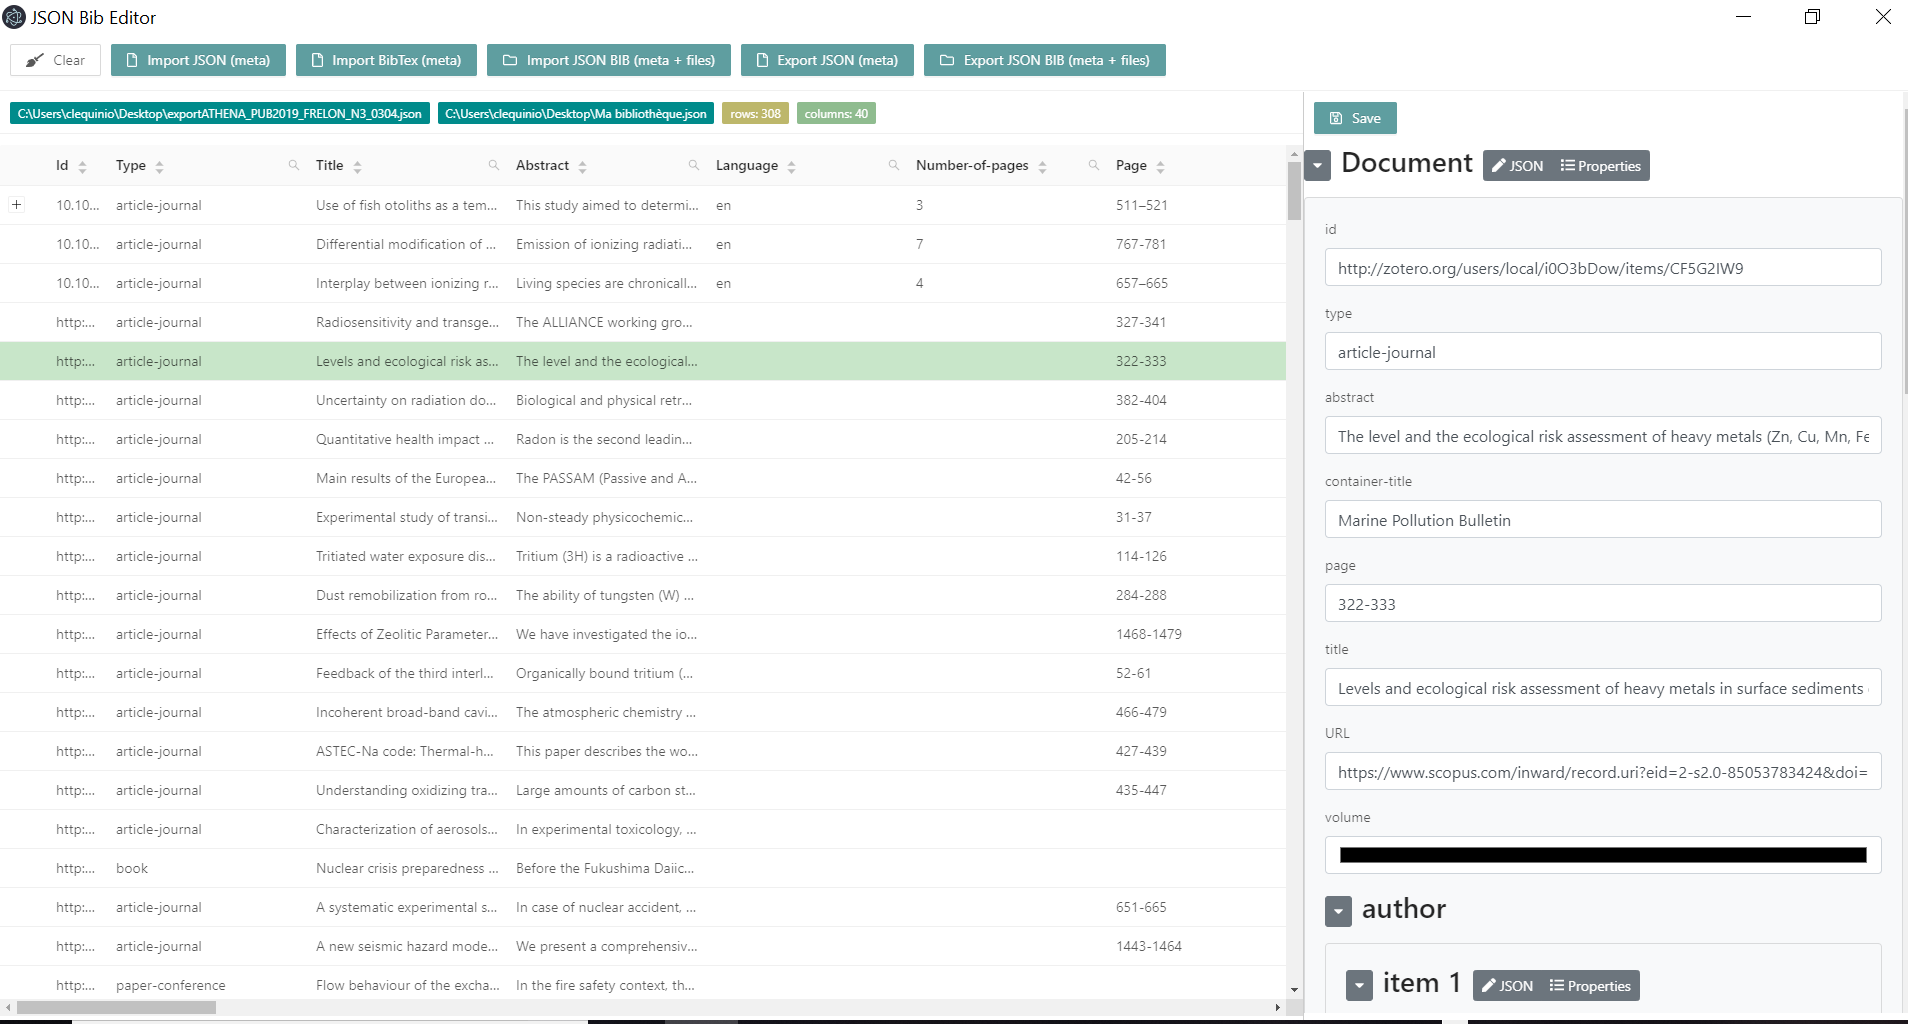 JSON Bib Editor
Clear Import JSON (meta) Import BibTex (meta) Import JSON BIB (meta + files) Export JSON (meta) Export JSON BIB (meta + files)
C:\Users\clequinio\Desktop\exportATHENA_PUB2019_FRELON_N3_0304.json C:\Users\clequinio\Desktop\Ma bibliothèque.json rows: 308 columns: 40
Id Type Title Abstract Language Number-of-pages Page
10.10... article-journal Use of fish otoliths as a tem... This study aimed to determi... en 3 511–521
10.10... article-journal Differential modification of ... Emission of ionizing radiati... en 7 767-781
10.10... article-journal Interplay between ionizing r... Living species are chronicall... en 4 657–665
http:... article-journal Radiosensitivity and transge... The ALLIANCE working gro... 327-341
http:... article-journal Levels and ecological risk as... The level and the ecological... 322-333
http:... article-journal Uncertainty on radiation do... Biological and physical retr... 382-404
http:... article-journal Quantitative health impact ... Radon is the second leadin... 205-214
http:... article-journal Main results of the Europea... The PASSAM (Passive and A... 42-56
http:... article-journal Experimental study of transi... Non-steady physicochemic... 31-37
http:... article-journal Tritiated water exposure dis... Tritium (3H) is a radioactive ... 114-126
http:... article-journal Dust remobilization from ro... The ability of tungsten (W) ... 284-288
http:... article-journal Effects of Zeolitic Parameter... We have investigated the io... 1468-1479
http:... article-journal Feedback of the third interl... Organically bound tritium (... 52-61
http:... article-journal Incoherent broad-band cavi... The atmospheric chemistry ... 466-479
http:... article-journal ASTEC-Na code: Thermal-h... This paper describes the wo... 427-439
http:... article-journal Understanding oxidizing tra... Large amounts of carbon st... 435-447
http:... article-journal Characterization of aerosols... In experimental toxicology, ...
http:... book Nuclear crisis preparedness ... Before the Fukushima Daiic...
http:... article-journal A systematic experimental s... In case of nuclear accident, ... 651-665
http:... article-journal A new seismic hazard mode... We present a comprehensiv... 1443-1464
http:... paper-conference Flow behaviour of the excha... In the fire safety context, th...
Save
Document JSON Properties
id
http://zotero.org/users/local/i0O3bDow/items/CF5G2IW9
type
article-journal
abstract
The level and the ecological risk assessment of heavy metals (Zn, Cu, Mn, Fe
container-title
Marine Pollution Bulletin
page
322-333
title
Levels and ecological risk assessment of heavy metals in surface sediments
URL
https://www.scopus.com/inward/record.uri?eid=2-s2.0-85053783424&doi=
volume
author
item 1 JSON Properties